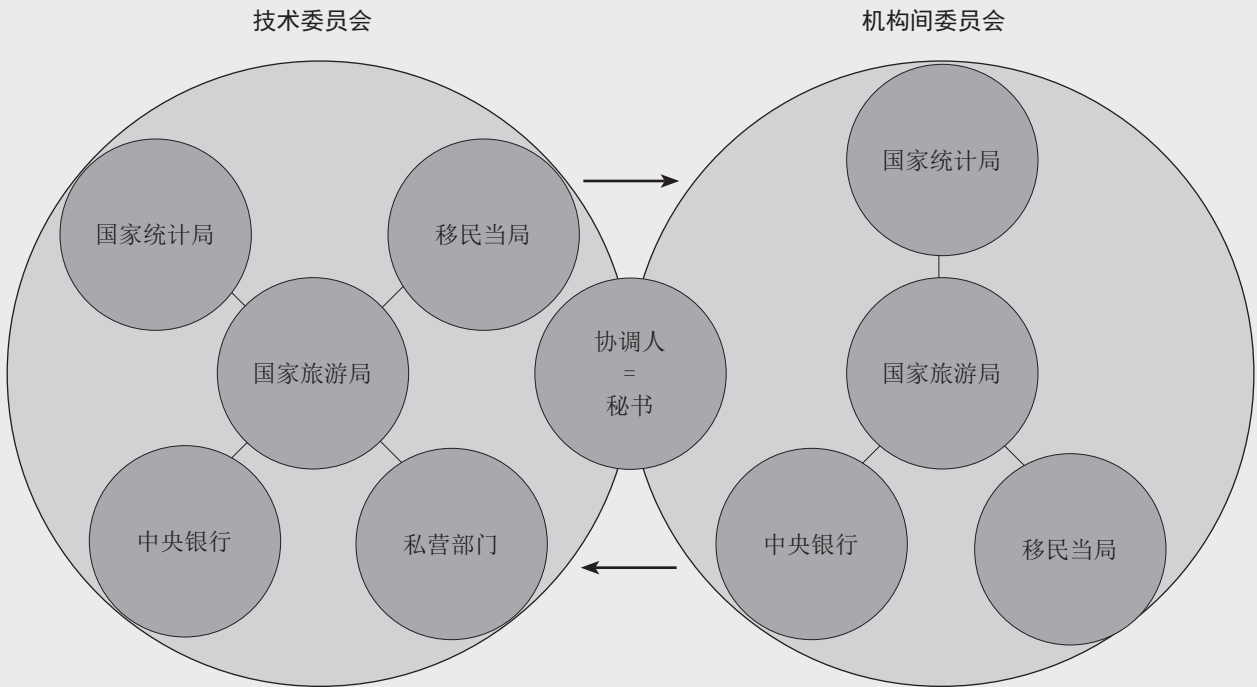 技术委员会
国家统计局
移民当局
国家旅游局
中央银行
私营部门
协调人
=
秘书
机构间委员会
国家统计局
国家旅游局
中央银行
移民当局